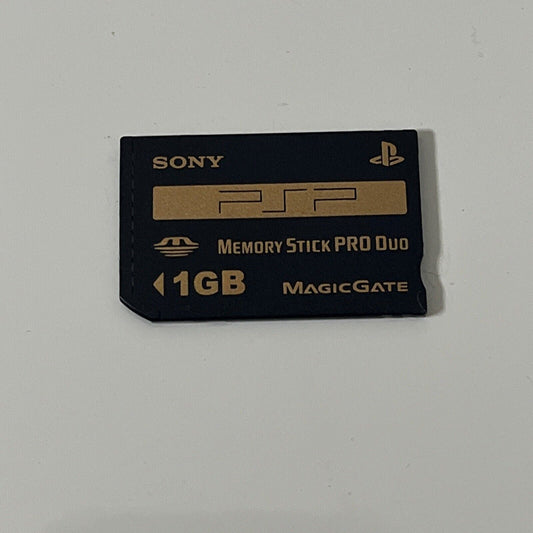 SONY
PSP
MEMORY STICK PRO DUO
1GB MAGICGATE